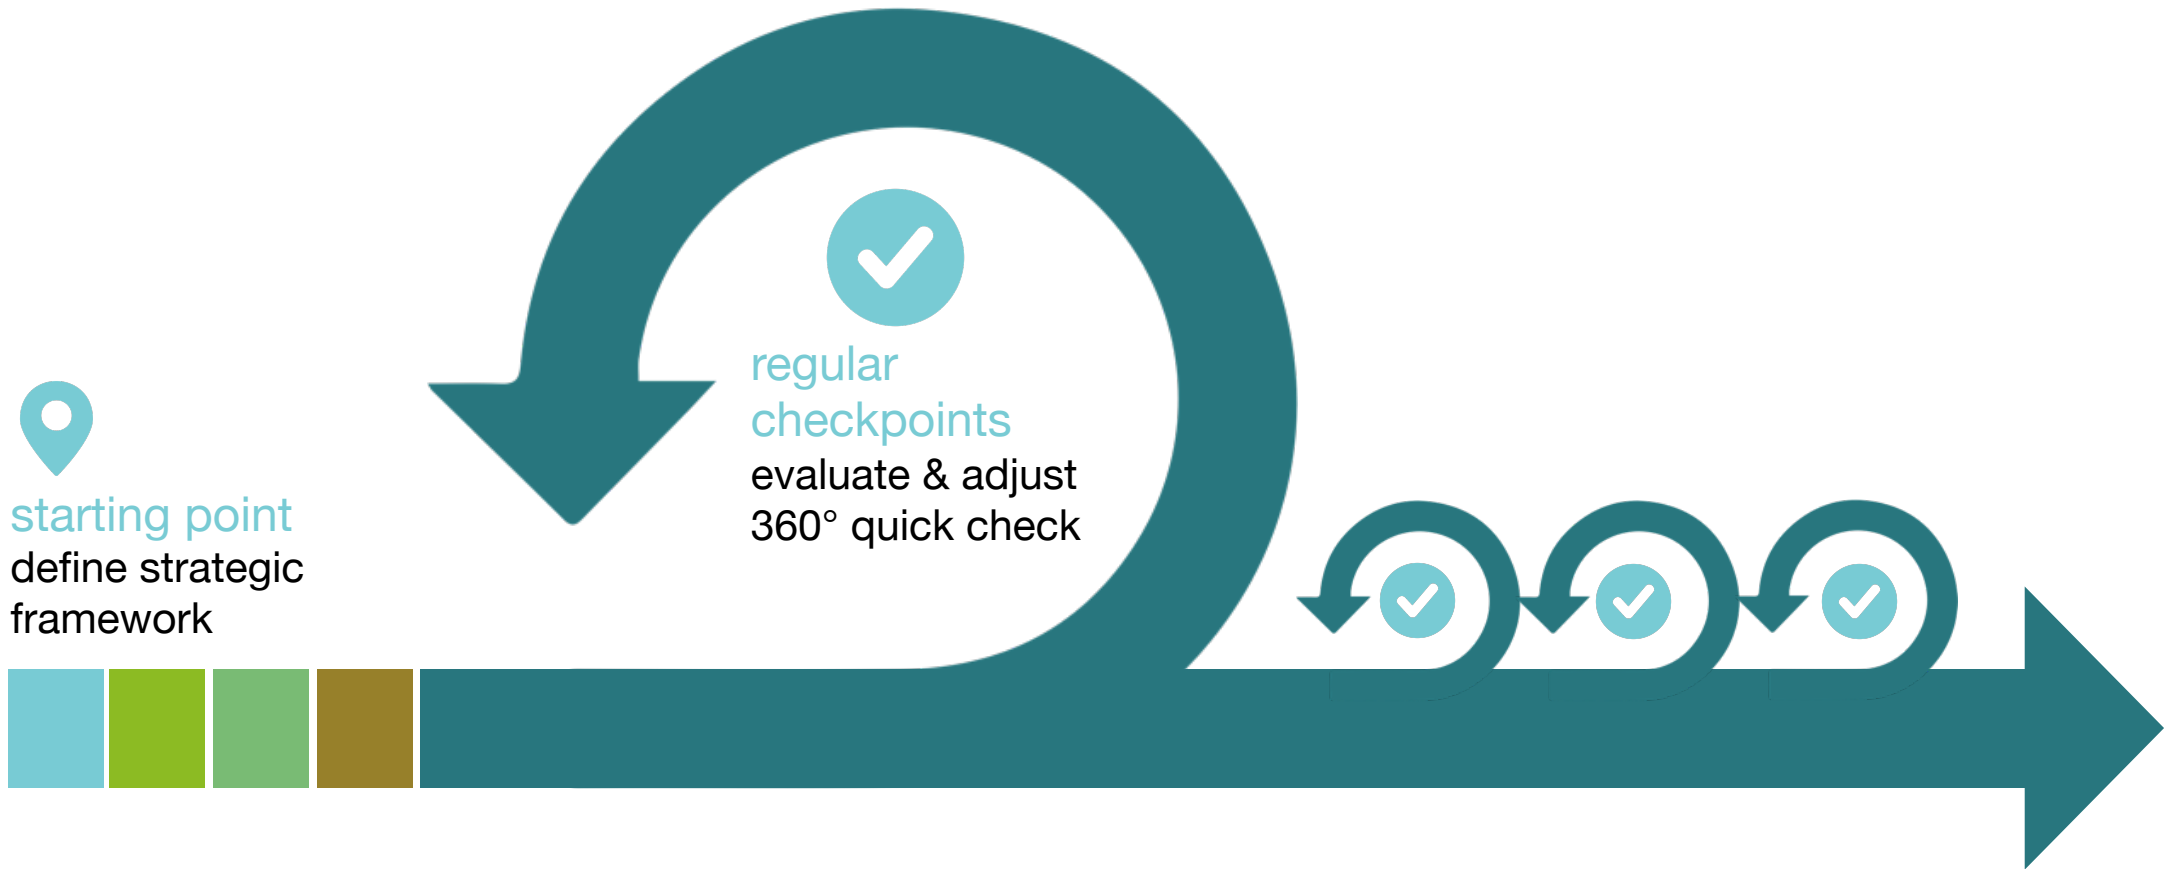 starting point
define strategic
framework
regular
checkpoints
evaluate & adjust
360° quick check